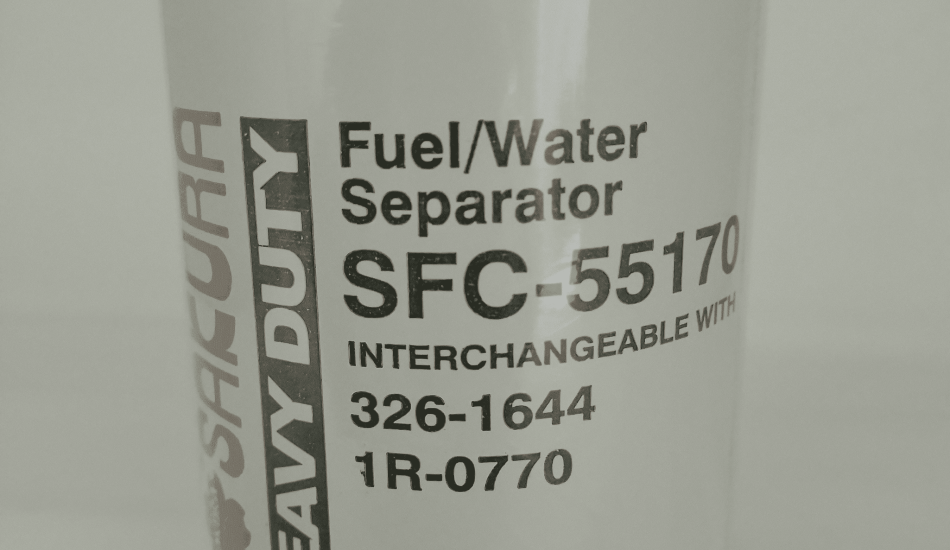 SAKURA
HEAVY DUTY
Fuel/Water
Separator
SFC-55170
INTERCHANGEABLE WITH
326-1644
1R-0770